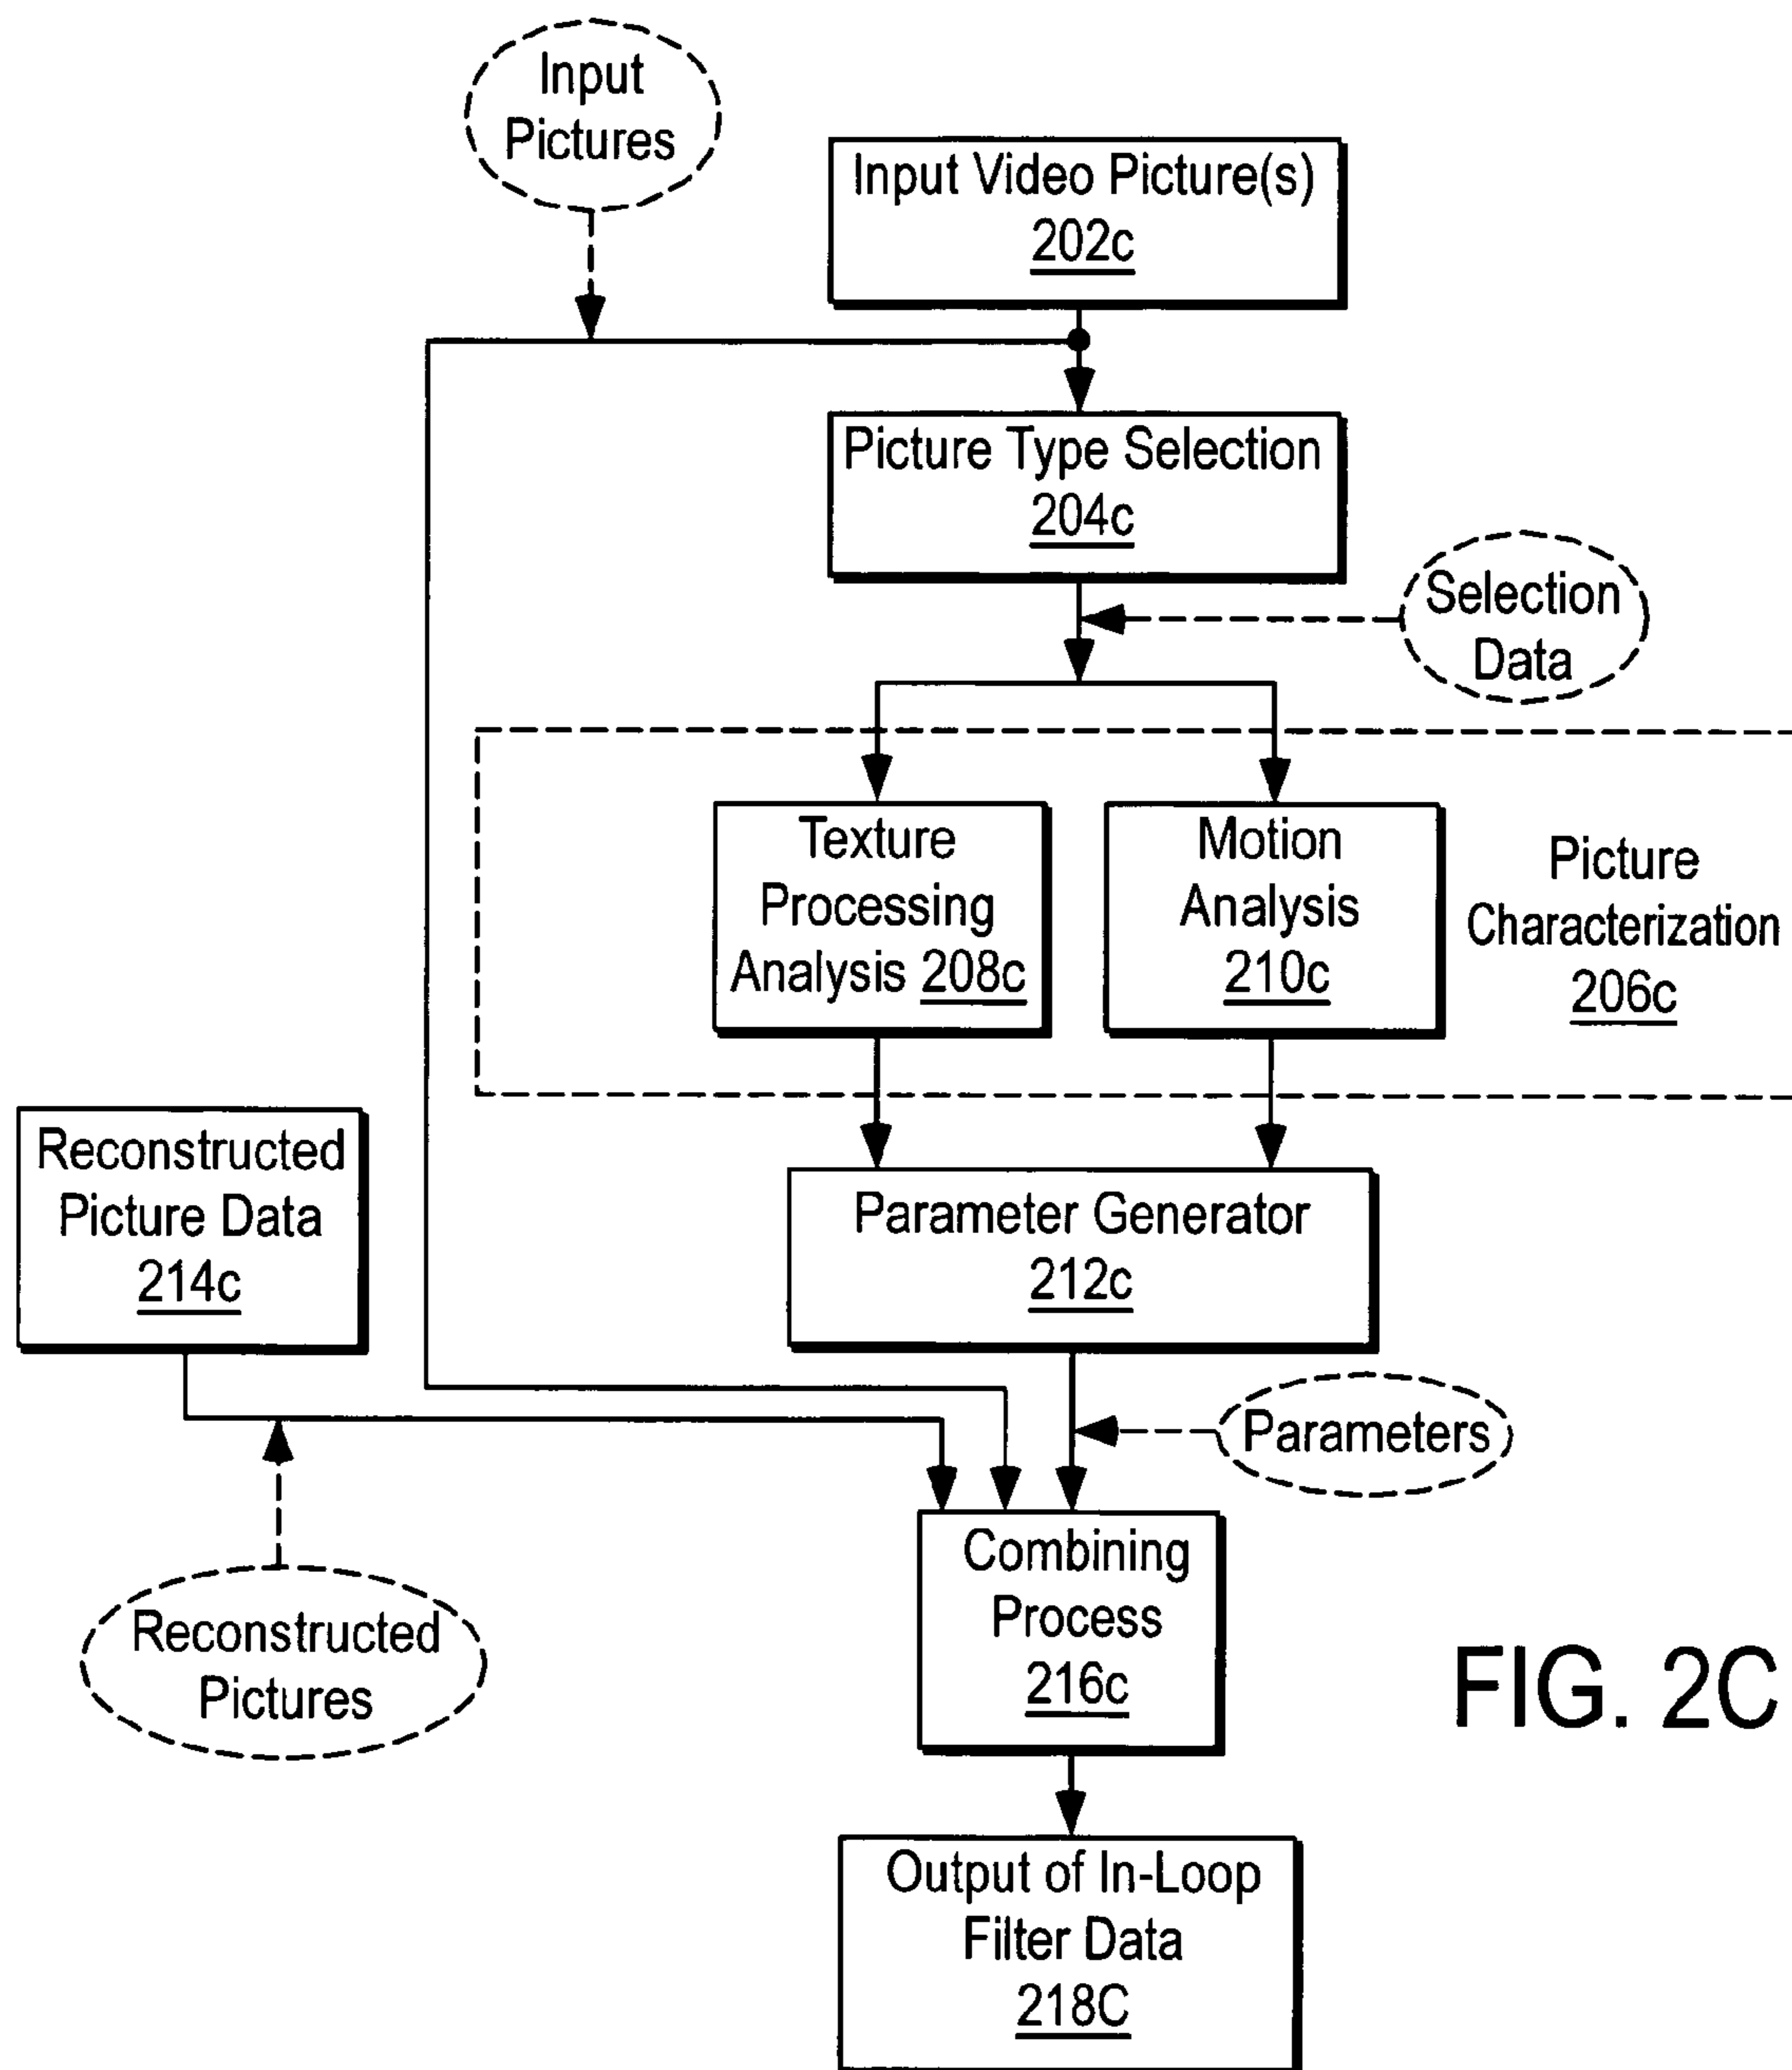 Input
Pictures
Input Video Picture(s)
202c
Picture Type Selection
204c
Selection
Data
Texture
Processing
Analysis 208c
Motion
Analysis
210c
Picture
Characterization
206c
Reconstructed
Picture Data
214c
Parameter Generator
212c
Parameters
Combining
Process
216c
Reconstructed
Pictures
FIG. 2C
Output of In-Loop
Filter Data
218C